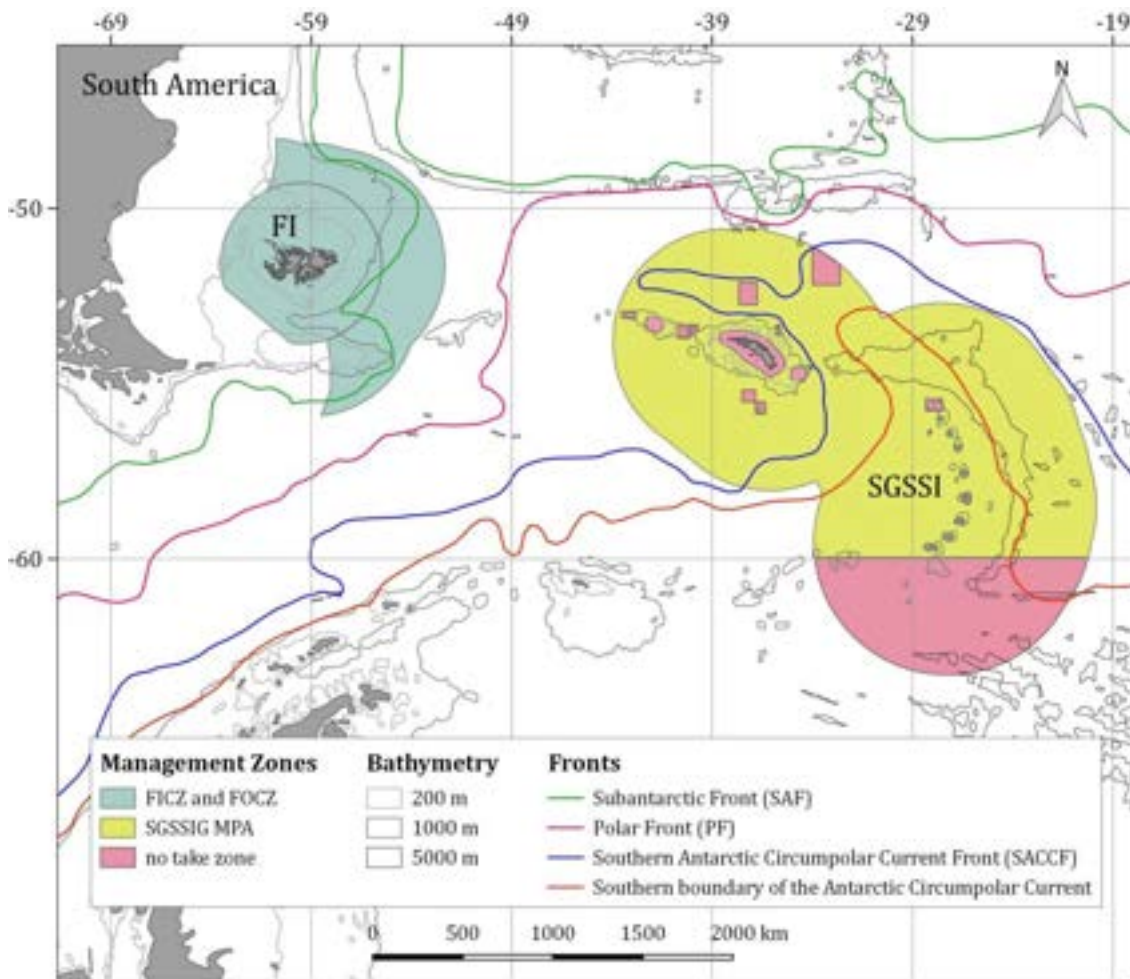 -69 -59 -49 -39 -29 -19
South America
N
-50
FI
SGSSI
-60
Management Zones
FICZ and FOCZ
SGSSIG MPA
no take zone
Bathymetry
200 m
1000 m
5000 m
Fronts
Subantarctic Front (SAF)
Polar Front (PF)
Southern Antarctic Circumpolar Current Front (SACCF)
Southern boundary of the Antarctic Circumpolar Current
0 500 1000 1500 2000 km